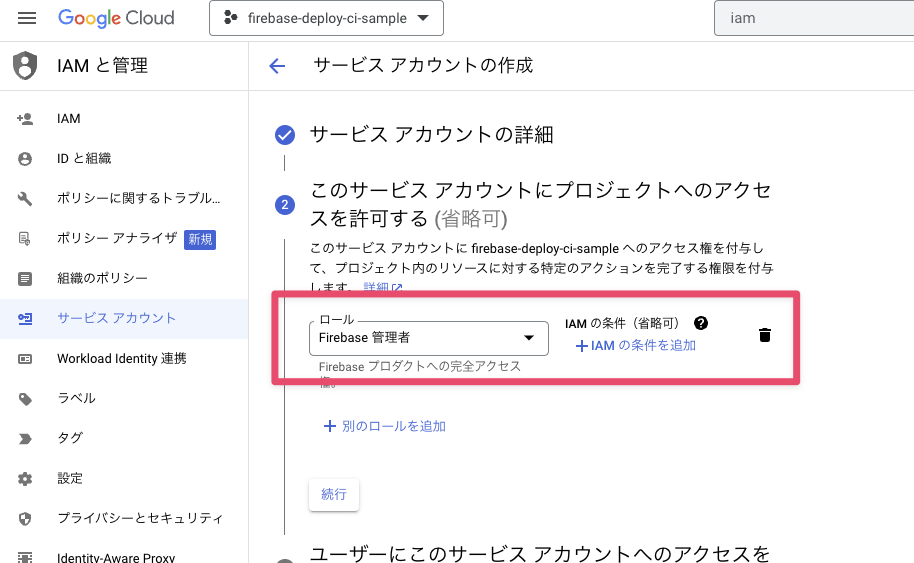 Google Cloud
firebase-deploy-ci-sample
iam
IAM と管理
サービス アカウントの作成
IAM
ID と組織
ポリシーに関するトラブル...
ポリシー アナライザ 新規
組織のポリシー
サービス アカウント
Workload Identity 連携
ラベル
タグ
設定
プライバシーとセキュリティ
Identity-Aware Proxy
サービス アカウントの詳細
2
このサービス アカウントにプロジェクトへのアクセ
スを許可する (省略可)
このサービス アカウントに firebase-deploy-ci-sample へのアクセス権を付与し
て、プロジェクト内のリソースに対する特定のアクションを完了する権限を付与
します。 詳細
ロール
Firebase 管理者
IAM の条件（省略可）
+ IAM の条件を追加
Firebase プロダクトへの完全アクセス
権。
+ 別のロールを追加
続行
ユーザーにこのサービス アカウントへのアクセスを